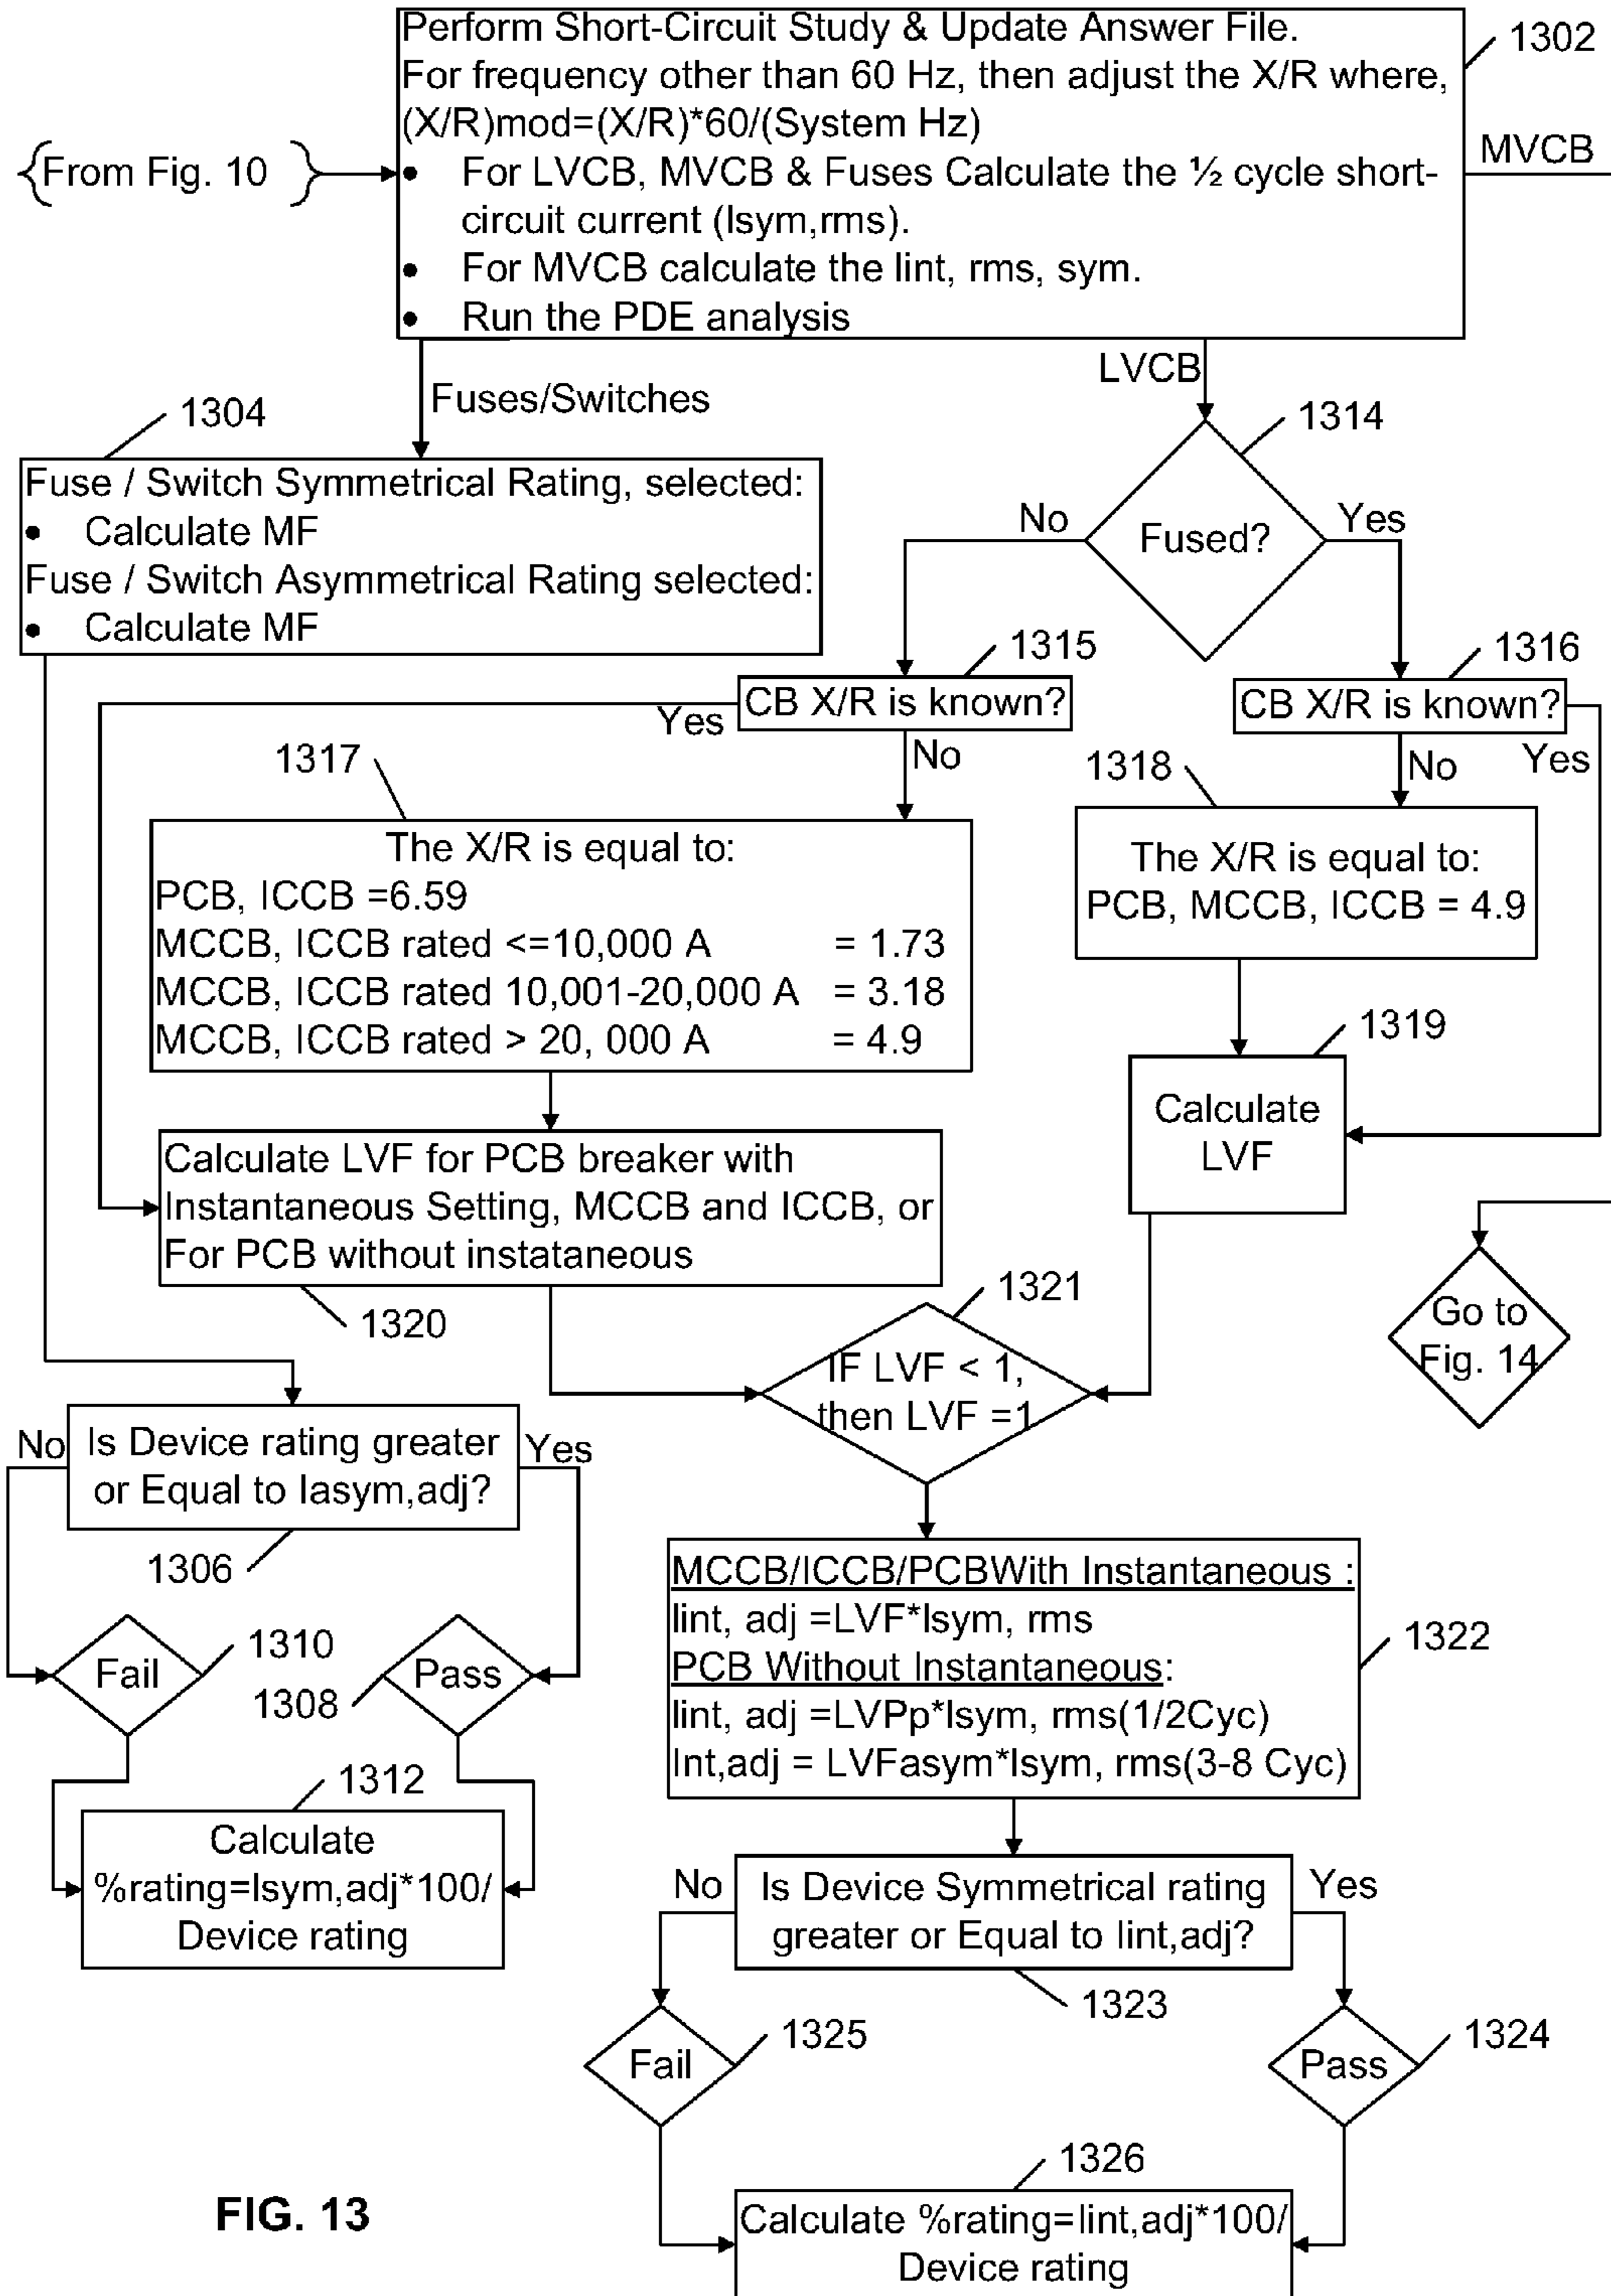 Perform Short-Circuit Study & Update Answer File.
For frequency other than 60 Hz, then adjust the X/R where,
(X/R)mod=(X/R)*60/(System Hz)
• For LVCB, MVCB & Fuses Calculate the ½ cycle short-
circuit current (Isym,rms).
• For MVCB calculate the Iint, rms, sym.
• Run the PDE analysis
1302
MVCB
{From Fig. 10 }
Fuses/Switches
LVCB
1304
Fuse / Switch Symmetrical Rating, selected:
• Calculate MF
Fuse / Switch Asymmetrical Rating selected:
• Calculate MF
1314
Fused?
No
Yes
1315
CB X/R is known?
Yes
No
1316
CB X/R is known?
No
Yes
1317
The X/R is equal to:
PCB, ICCB =6.59
MCCB, ICCB rated <=10,000 A = 1.73
MCCB, ICCB rated 10,001-20,000 A = 3.18
MCCB, ICCB rated > 20, 000 A = 4.9
1318
The X/R is equal to:
PCB, MCCB, ICCB = 4.9
1319
Calculate
LVF
Calculate LVF for PCB breaker with
Instantaneous Setting, MCCB and ICCB, or
For PCB without instataneous
1320
1321
IF LVF < 1,
then LVF =1
Go to
Fig. 14
No
Is Device rating greater
or Equal to Iasym,adj?
Yes
1306
Fail
1310
Pass
1308
1312
Calculate
%rating=Isym,adj*100/
Device rating
MCCB/ICCB/PCBWith Instantaneous :
Iint, adj =LVF*Isym, rms
PCB Without Instantaneous:
Iint, adj =LVPp*Isym, rms(1/2Cyc)
Int,adj = LVFasym*Isym, rms(3-8 Cyc)
1322
No
Is Device Symmetrical rating
greater or Equal to Iint,adj?
Yes
1323
Fail
1325
Pass
1324
1326
Calculate %rating=Iint,adj*100/
Device rating
FIG. 13